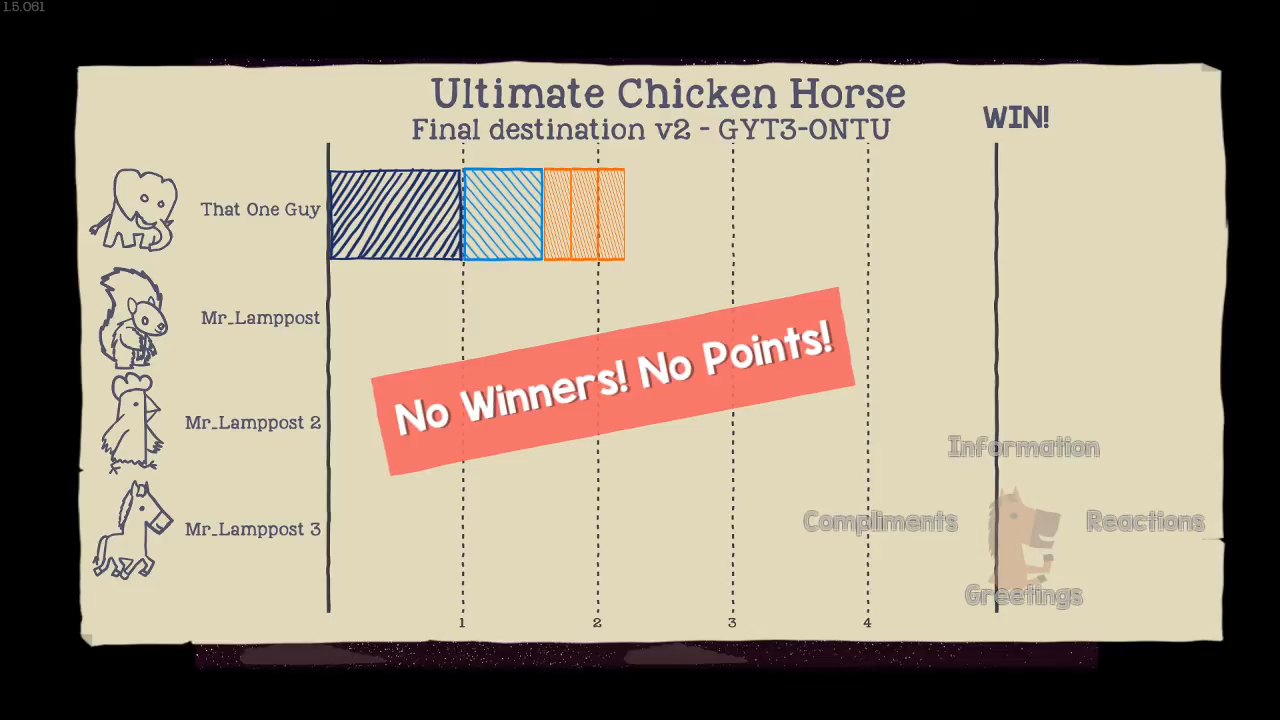 1.5.061
Ultimate Chicken Horse
Final destination v2 - GYT3-0NTU
WIN!
That One Guy
Mr_Lamppost
No Winners! No Points!
Mr_Lamppost 2
Information
Compliments
Reactions
Mr_Lamppost 3
Greetings
1 2 3 4